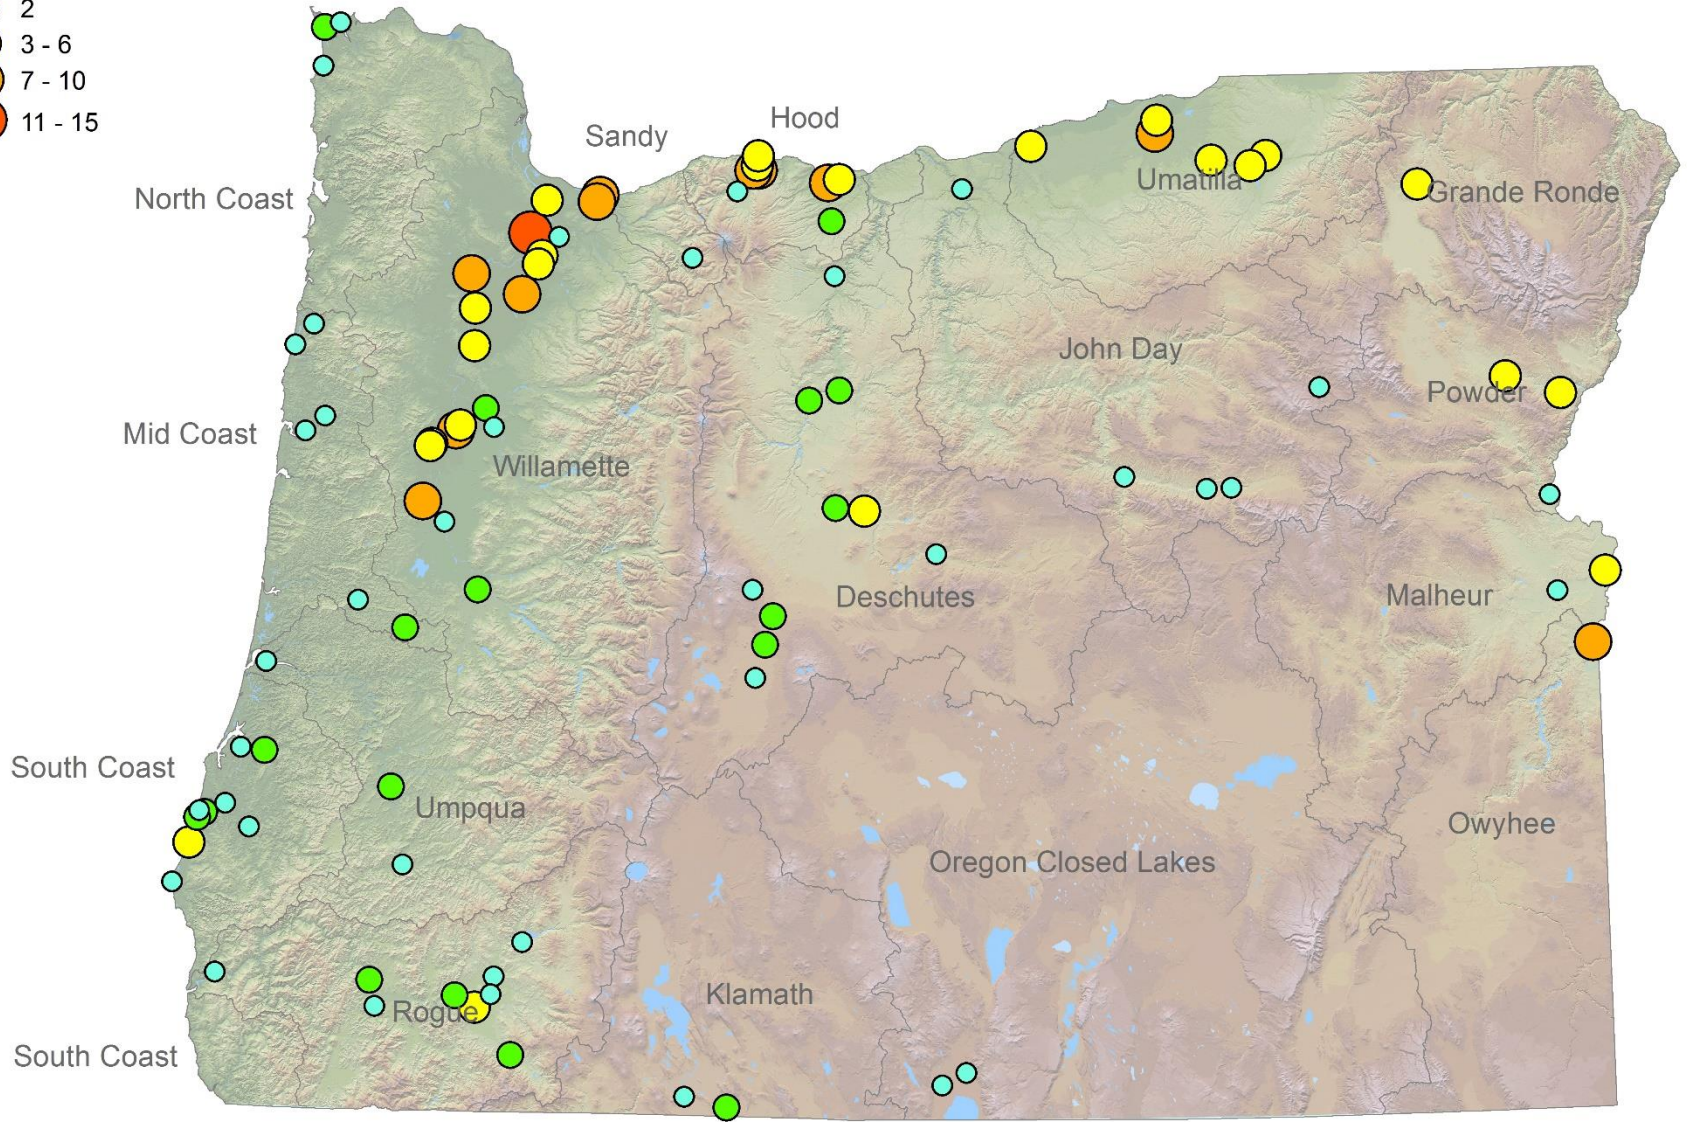 2
3 - 6
7 - 10
11 - 15
Hood
Sandy
Umatilla
Grande Ronde
North Coast
John Day
Powder
Mid Coast
Willamette
Deschutes
Malheur
South Coast
Umpqua
Owyhee
Oregon Closed Lakes
Klamath
Rogue
South Coast